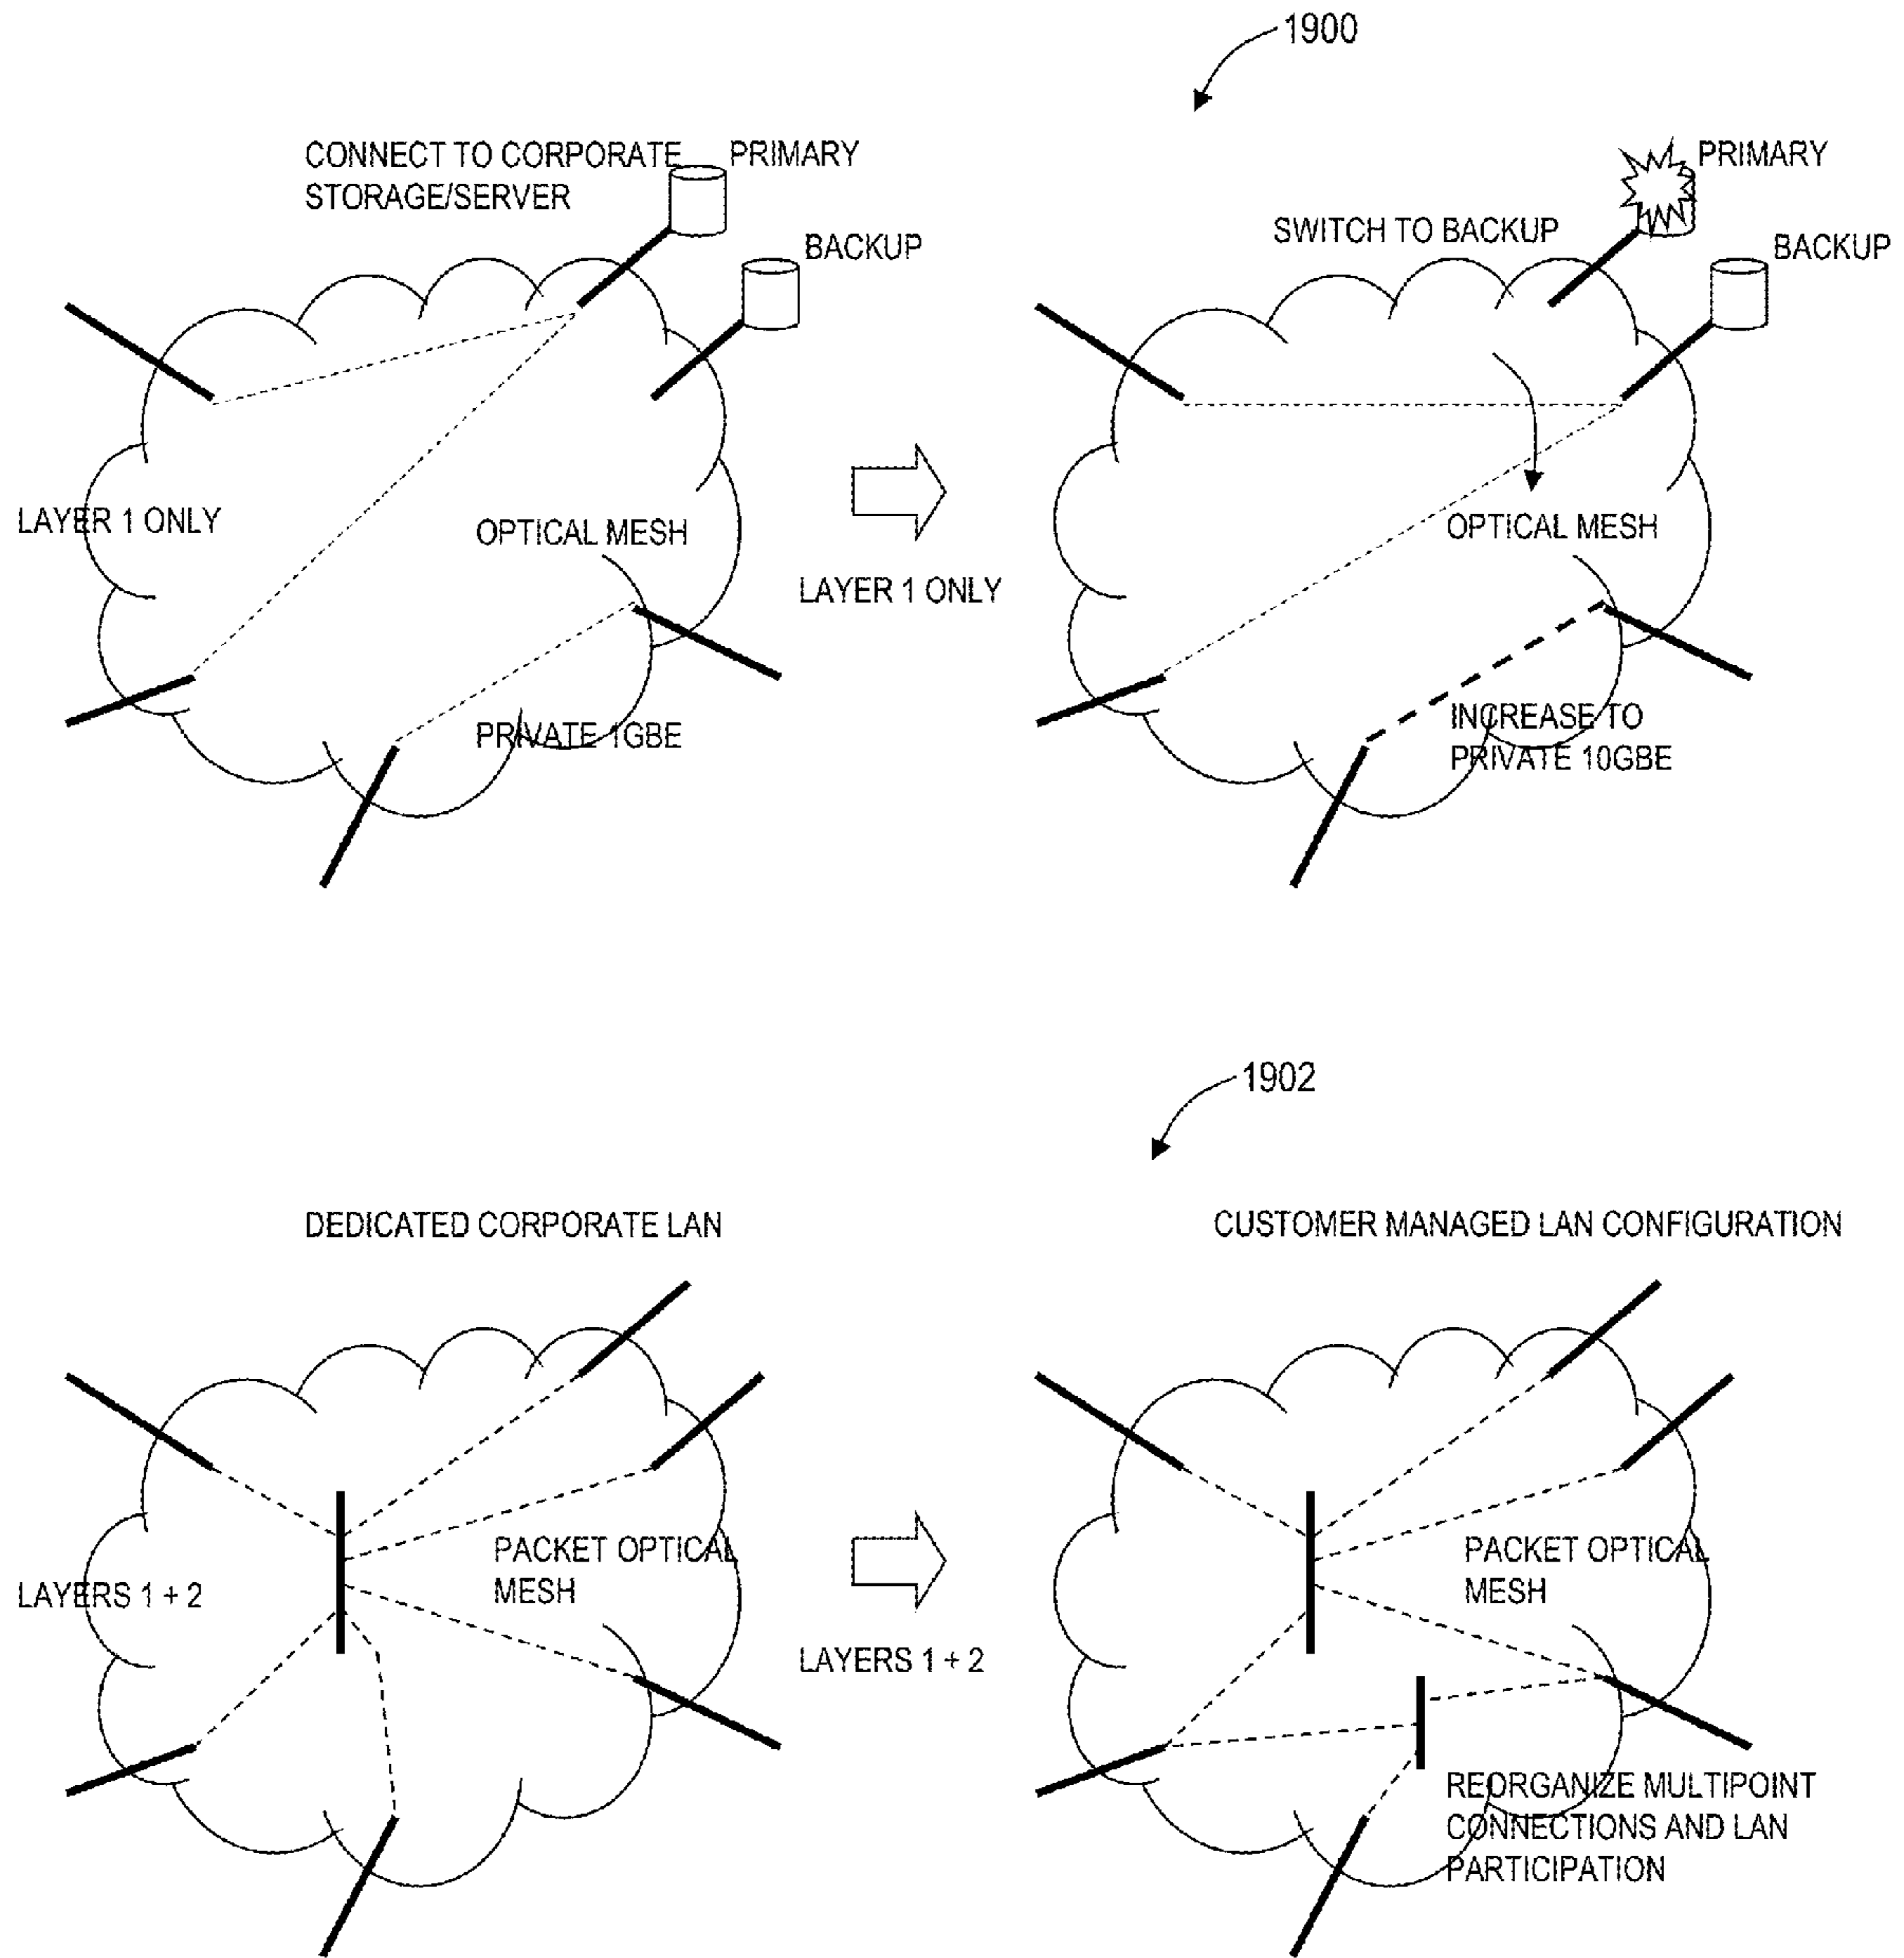 1900
CONNECT TO CORPORATE
STORAGE/SERVER
PRIMARY
BACKUP
LAYER 1 ONLY
OPTICAL MESH
PRIVATE 1GBE
LAYER 1 ONLY
SWITCH TO BACKUP
PRIMARY
BACKUP
OPTICAL MESH
INCREASE TO
PRIVATE 10GBE
1902
DEDICATED CORPORATE LAN
LAYERS 1 + 2
PACKET OPTICAL
MESH
LAYERS 1 + 2
CUSTOMER MANAGED LAN CONFIGURATION
PACKET OPTICAL
MESH
REORGANIZE MULTIPOINT
CONNECTIONS AND LAN
PARTICIPATION